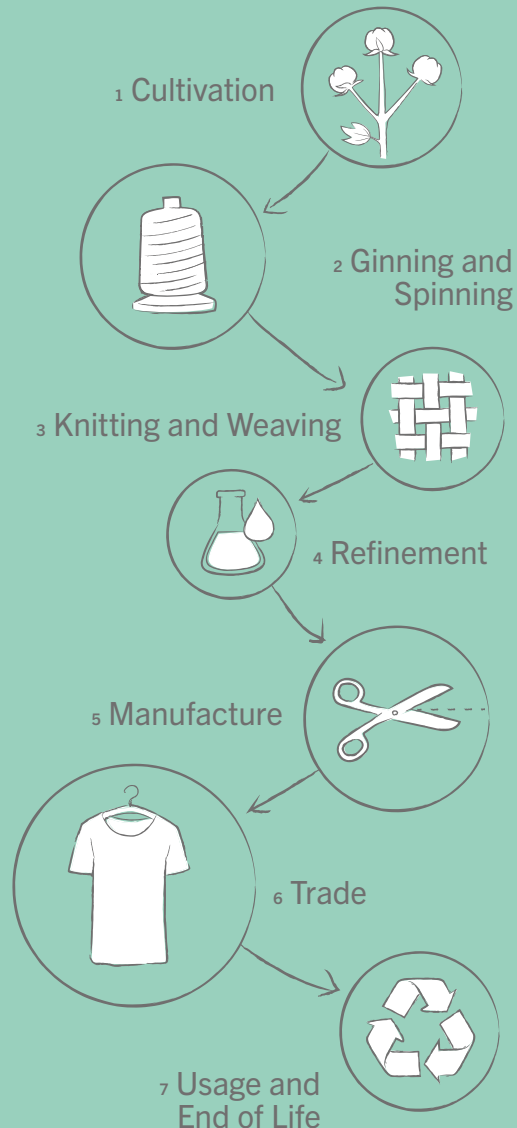 1 Cultivation
2 Ginning and
Spinning
3 Knitting and Weaving
4 Refinement
5 Manufacture
6 Trade
7 Usage and
End of Life